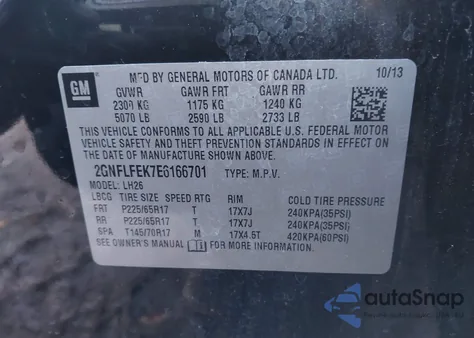 GM
MFD BY GENERAL MOTORS OF CANADA LTD. 10/13
GVWR GAWR FRT GAWR RR
2300 KG 1175 KG 1240 KG
5070 LB 2590 LB 2733 LB
THIS VEHICLE CONFORMS TO ALL APPLICABLE U.S. FEDERAL MOTOR
VEHICLE SAFETY AND THEFT PREVENTION STANDARDS IN EFFECT ON THE
DATE OF MANUFACTURE SHOWN ABOVE.
2GNFLFEK7E6166701 TYPE: M.P.V.
MODEL: LH26
LBCG TIRE SIZE SPEED RTG RIM COLD TIRE PRESSURE
FRT P225/65R17 T 17X7J 240KPA(35PSI)
RR P225/65R17 T 17X7J 240KPA(35PSI)
SPA T145/70R17 M 17X4.5T 420KPA(60PSI)
SEE OWNER'S MANUAL FOR MORE INFORMATION.
autoSnap